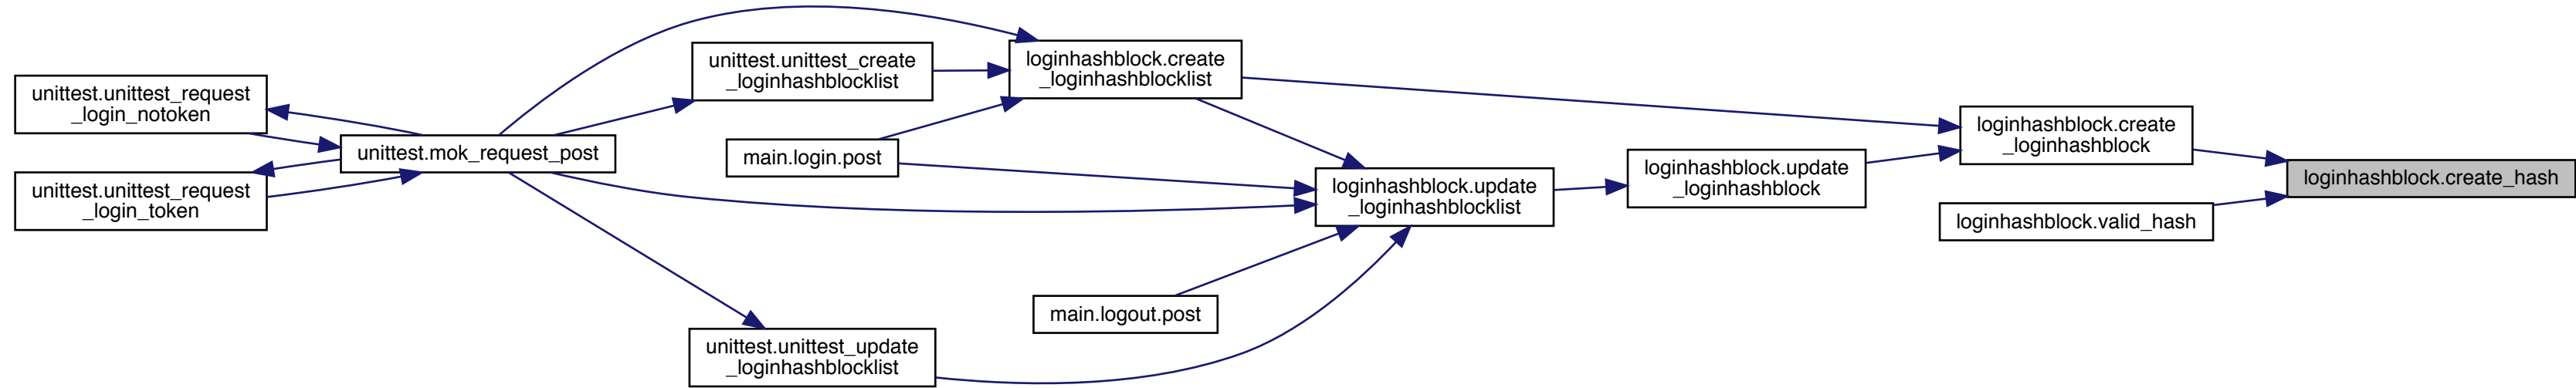 unittest.unittest_request
_login_notoken
unittest.unittest_request
_login_token
unittest.mok_request_post
unittest.unittest_create
_loginhashblocklist
main.login.post
unittest.unittest_update
_loginhashblocklist
loginhashblock.create
_loginhashblocklist
main.logout.post
loginhashblock.update
_loginhashblocklist
loginhashblock.update
_loginhashblock
loginhashblock.create
_loginhashblock
loginhashblock.valid_hash
loginhashblock.create_hash